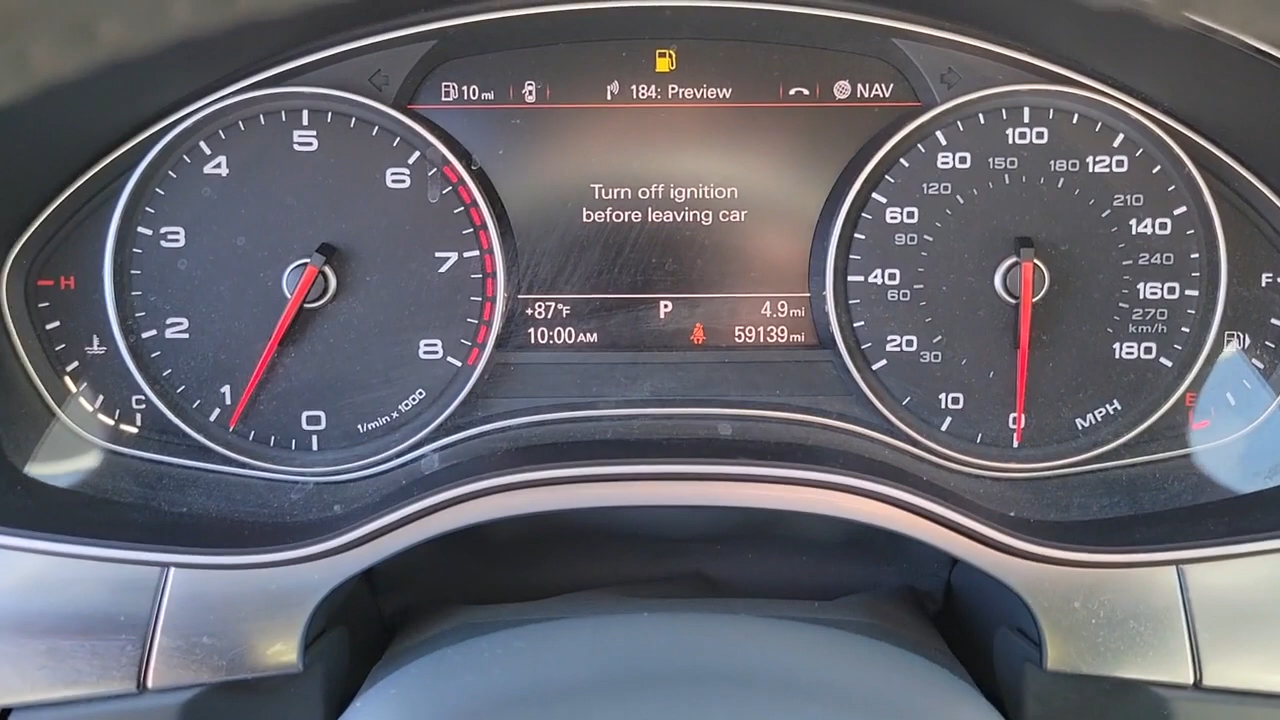 10 mi
184: Preview
NAV
Turn off ignition
before leaving car
+87°F P 4.9 mi
10:00 AM 59139 mi
0 1 2 3 4 5 6 7 8
1/min x 1000
H
C
0 10 20 40 60 80 100 120 140 160 180
30 60 90 120 150 180 210 240 270
km/h
MPH
F
E